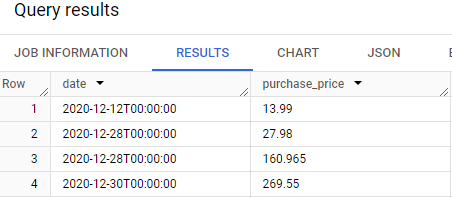 Query results
JOB INFORMATION RESULTS CHART JSON
Row date purchase_price
1 2020-12-12T00:00:00 13.99
2 2020-12-28T00:00:00 27.98
3 2020-12-28T00:00:00 160.965
4 2020-12-30T00:00:00 269.55